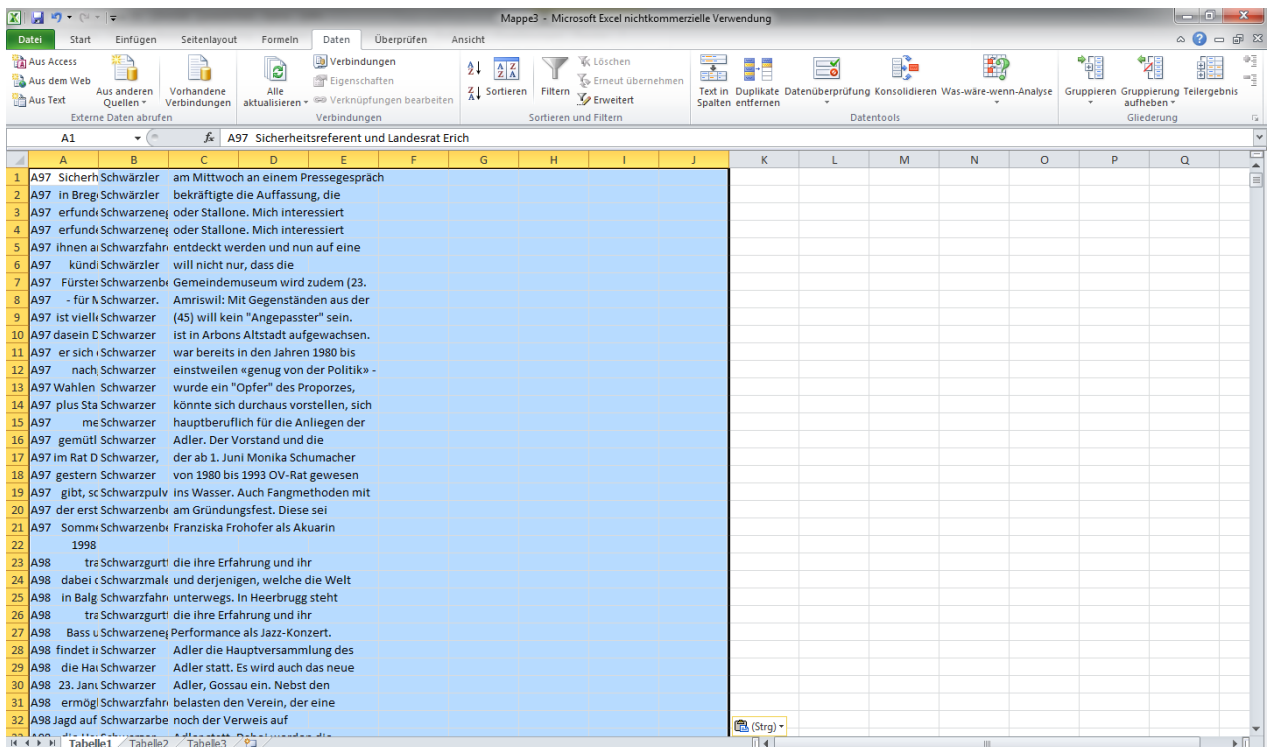 Mappe3 - Microsoft Excel nichtkommerzielle Verwendung
Datei Start Einfügen Seitenlayout Formeln Daten Überprüfen Ansicht
Aus Access
Aus dem Web
Aus Text
Aus anderen Quellen
Vorhandene Verbindungen
Externe Daten abrufen
Alle aktualisieren
Verbindungen
Eigenschaften
Verknüpfungen bearbeiten
Verbindungen
Sortieren
Filtern
Löschen
Erneut übernehmen
Erweitert
Sortieren und Filtern
Text in Spalten
Duplikate entfernen
Datenüberprüfung
Konsolidieren
Was-wäre-wenn-Analyse
Datentools
Gruppieren
Gruppierung aufheben
Teilergebnis
Gliederung
A1 fx A97 Sicherheitsreferent und Landesrat Erich
A B C D E F G H I J K L M N O P Q
1 A97 Sicherh Schwärzler am Mittwoch an einem Pressegespräch
2 A97 in Breg Schwärzler bekräftigte die Auffassung, die
3 A97 erfund Schwarzeneg oder Stallone. Mich interessiert
4 A97 erfund Schwarzeneg oder Stallone. Mich interessiert
5 A97 ihnen a Schwarzfahr entdeckt werden und nun auf eine
6 A97 kündi Schwärzler will nicht nur, dass die
7 A97 Fürster Schwarzenb Gemeindemuseum wird zudem (23.
8 A97 - für Schwarzer. Amriswil: Mit Gegenständen aus der
9 A97 ist viell Schwarzer (45) will kein "Angepasster" sein.
10 A97 dasein Schwarzer ist in Arbons Altstadt aufgewachsen.
11 A97 er sich Schwarzer war bereits in den Jahren 1980 bis
12 A97 nach, Schwarzer einstweilen «genug von der Politik» -
13 A97 Wahlen Schwarzer wurde ein "Opfer" des Proporzes,
14 A97 plus Sta Schwarzer könnte sich durchaus vorstellen, sich
15 A97 me Schwarzer hauptberuflich für die Anliegen der
16 A97 gemütl Schwarzer Adler. Der Vorstand und die
17 A97 im Rat D Schwarzer, der ab 1. Juni Monika Schumacher
18 A97 gestern Schwarzer von 1980 bis 1993 OV-Rat gewesen
19 A97 gibt, sc Schwarzpulv ins Wasser. Auch Fangmethoden mit
20 A97 der erst Schwarzenb am Gründungsfest. Diese sei
21 A97 Somm Schwarzenb Franziska Frohofer als Akuarin
22 1998
23 A98 tra Schwarzgurt die ihre Erfahrung und ihr
24 A98 dabei Schwarzmale und derjenigen, welche die Welt
25 A98 in Balg Schwarzfahr unterwegs. In Heerbrugg steht
26 A98 tra Schwarzgurt die ihre Erfahrung und ihr
27 A98 Bass Schwarzeneg Performance als Jazz-Konzert.
28 A98 findet i Schwarzer Adler die Hauptversammlung des
29 A98 die Ha Schwarzer Adler statt. Es wird auch das neue
30 A98 23. Jan Schwarzer Adler, Gossau ein. Nebst den
31 A98 ermögl Schwarzfahr belasten den Verein, der eine
32 A98 Jagd auf Schwarzarbe noch der Verweis auf
(Strg)
Tabelle1 Tabelle2 Tabelle3